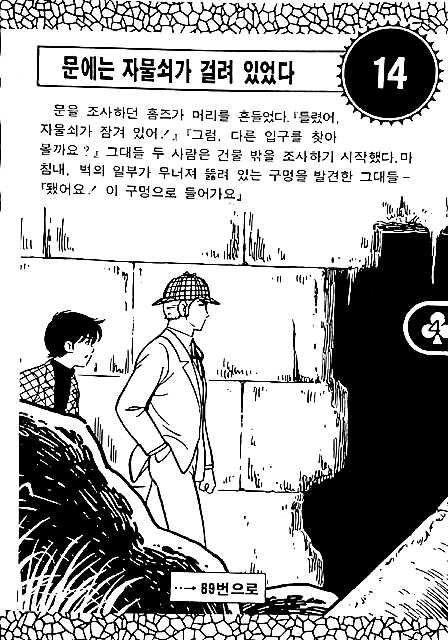 문에는 자물쇠가 걸려 있었다
14
문을 조사하던 홈즈가 머리를 흔들었다.『틀렸어,
자물쇠가 잠겨 있어!』『그럼, 다른 입구를 찾아
볼까요?』그대들 두 사람은 건물 밖을 조사하기 시작했다. 마
침내, 벽의 일부가 무너져 뚫려 있는 구멍을 발견한 그대들—
『됐어요! 이 구멍으로 들어가요』
4
…→ 69번으로